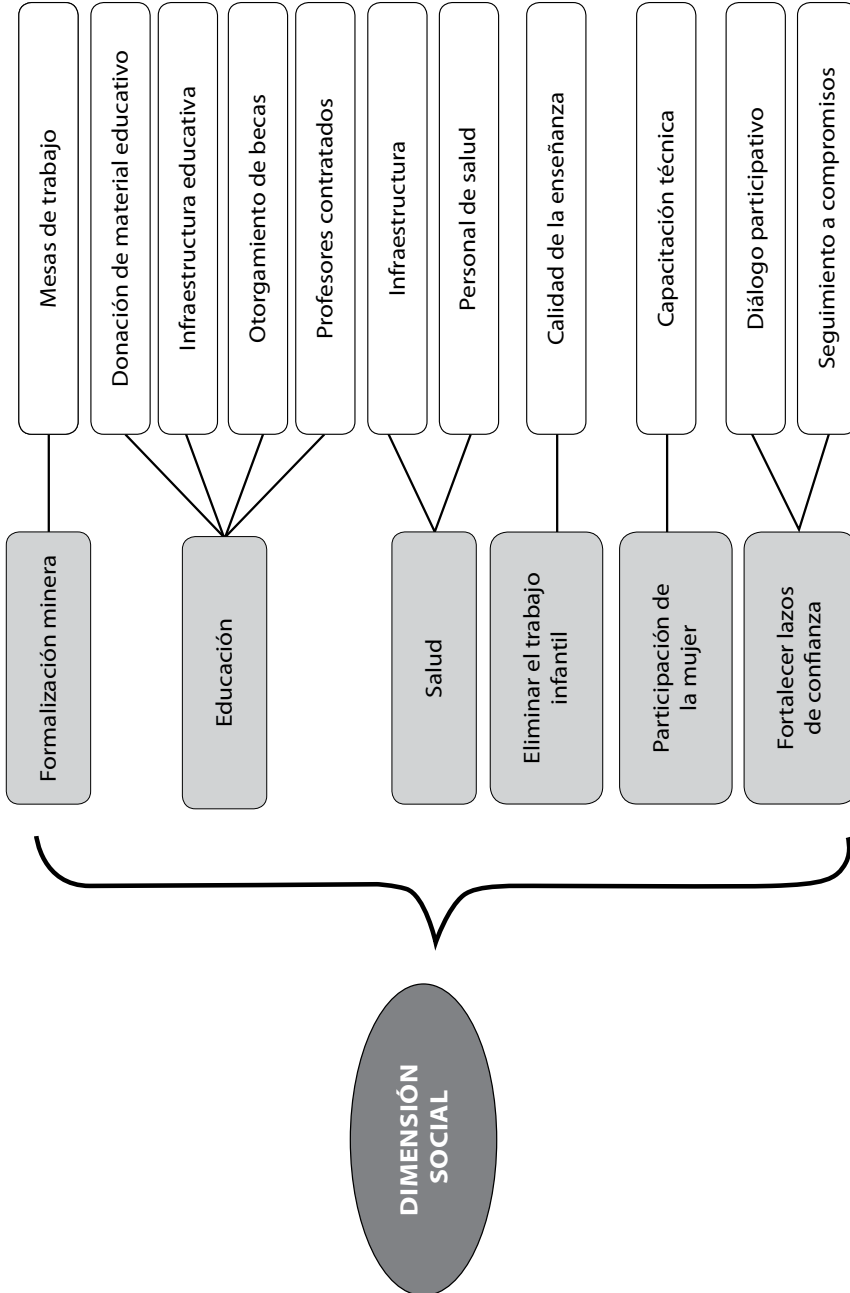 DIMENSIÓN
SOCIAL
Formalización minera
Mesas de trabajo
Educación
Donación de material educativo
Infraestructura educativa
Otorgamiento de becas
Profesores contratados
Salud
Infraestructura
Personal de salud
Eliminar el trabajo
infantil
Calidad de la enseñanza
Participación de
la mujer
Capacitación técnica
Fortalecer lazos
de confianza
Diálogo participativo
Seguimiento a compromisos